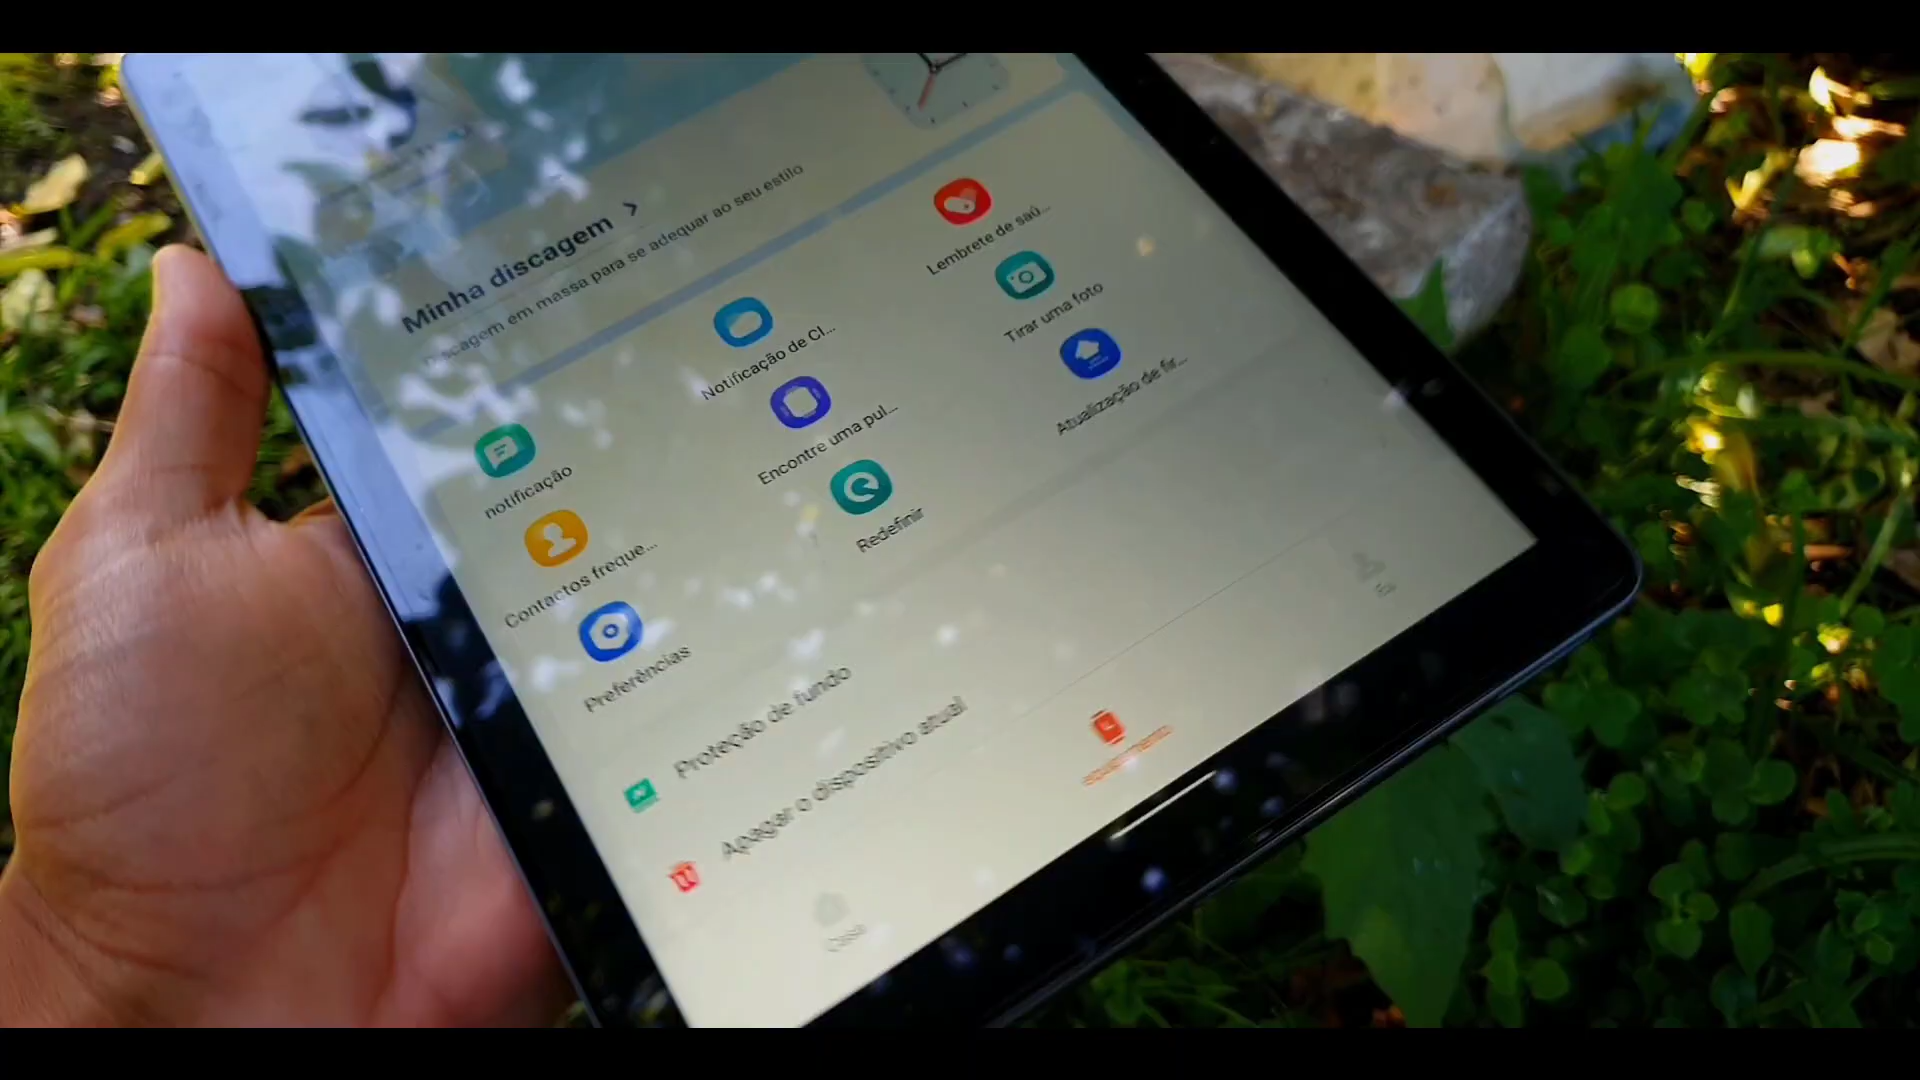 Minha discagem
Discagem em massa para se adequar ao seu estilo
notificação
Notificação de Cl...
Lembrete de saú...
Contactos freque...
Encontre uma pul...
Tirar uma foto
Preferências
Redefinir
Atualização de fir...
Proteção de fundo
Apagar o dispositivo atual
Casa
equipamento
Eu